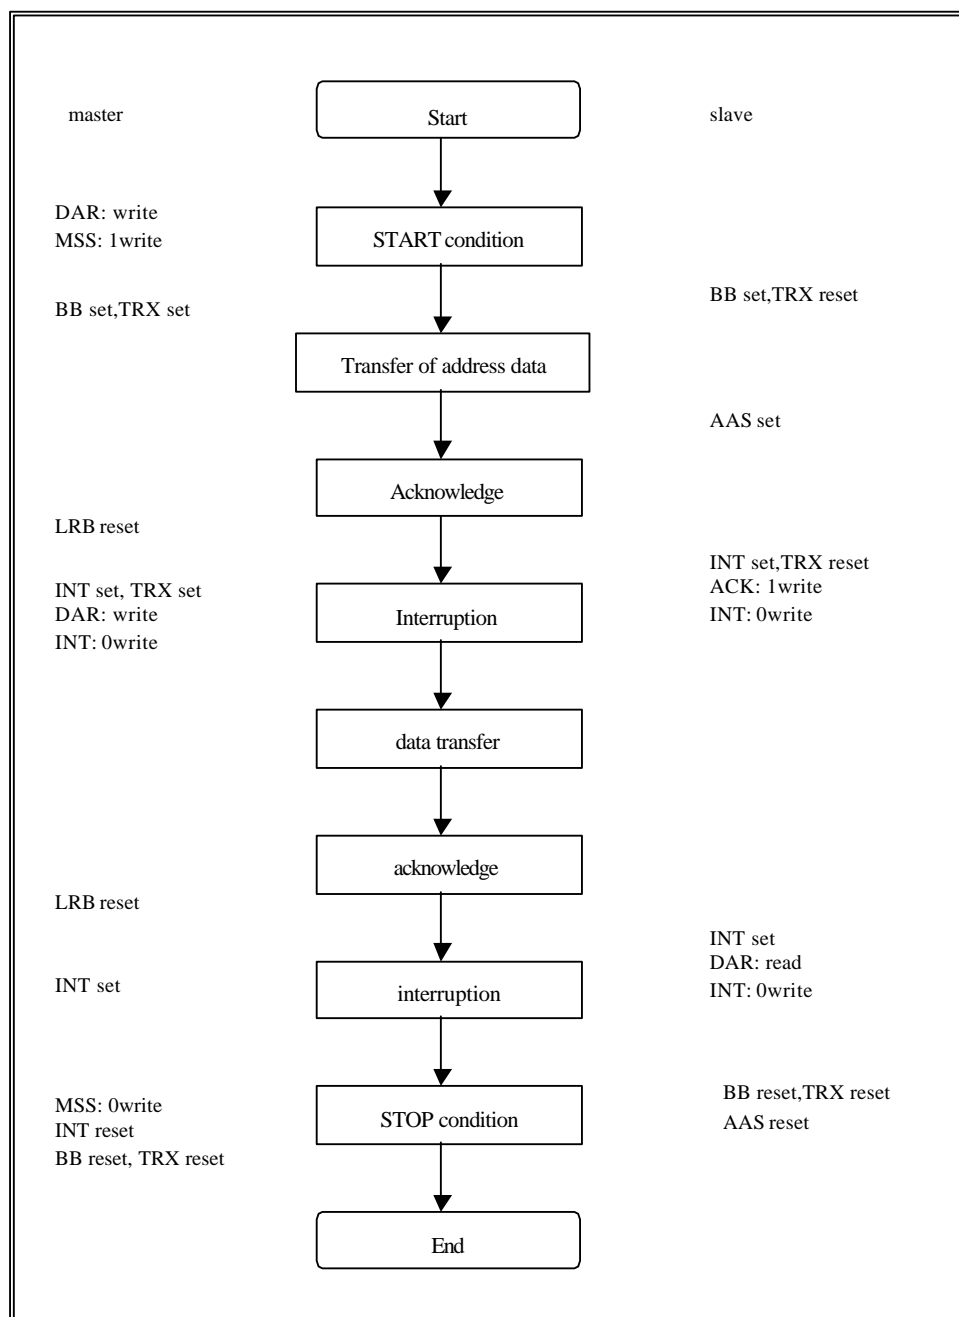 master
Start
slave
DAR: write
MSS: 1write
START condition
BB set,TRX set
BB set,TRX reset
Transfer of address data
AAS set
Acknowledge
LRB reset
INT set, TRX set
DAR: write
INT: 0write
Interruption
INT set,TRX reset
ACK: 1write
INT: 0write
data transfer
acknowledge
LRB reset
INT set
interruption
INT set
DAR: read
INT: 0write
MSS: 0write
INT reset
BB reset, TRX reset
STOP condition
BB reset,TRX reset
AAS reset
End